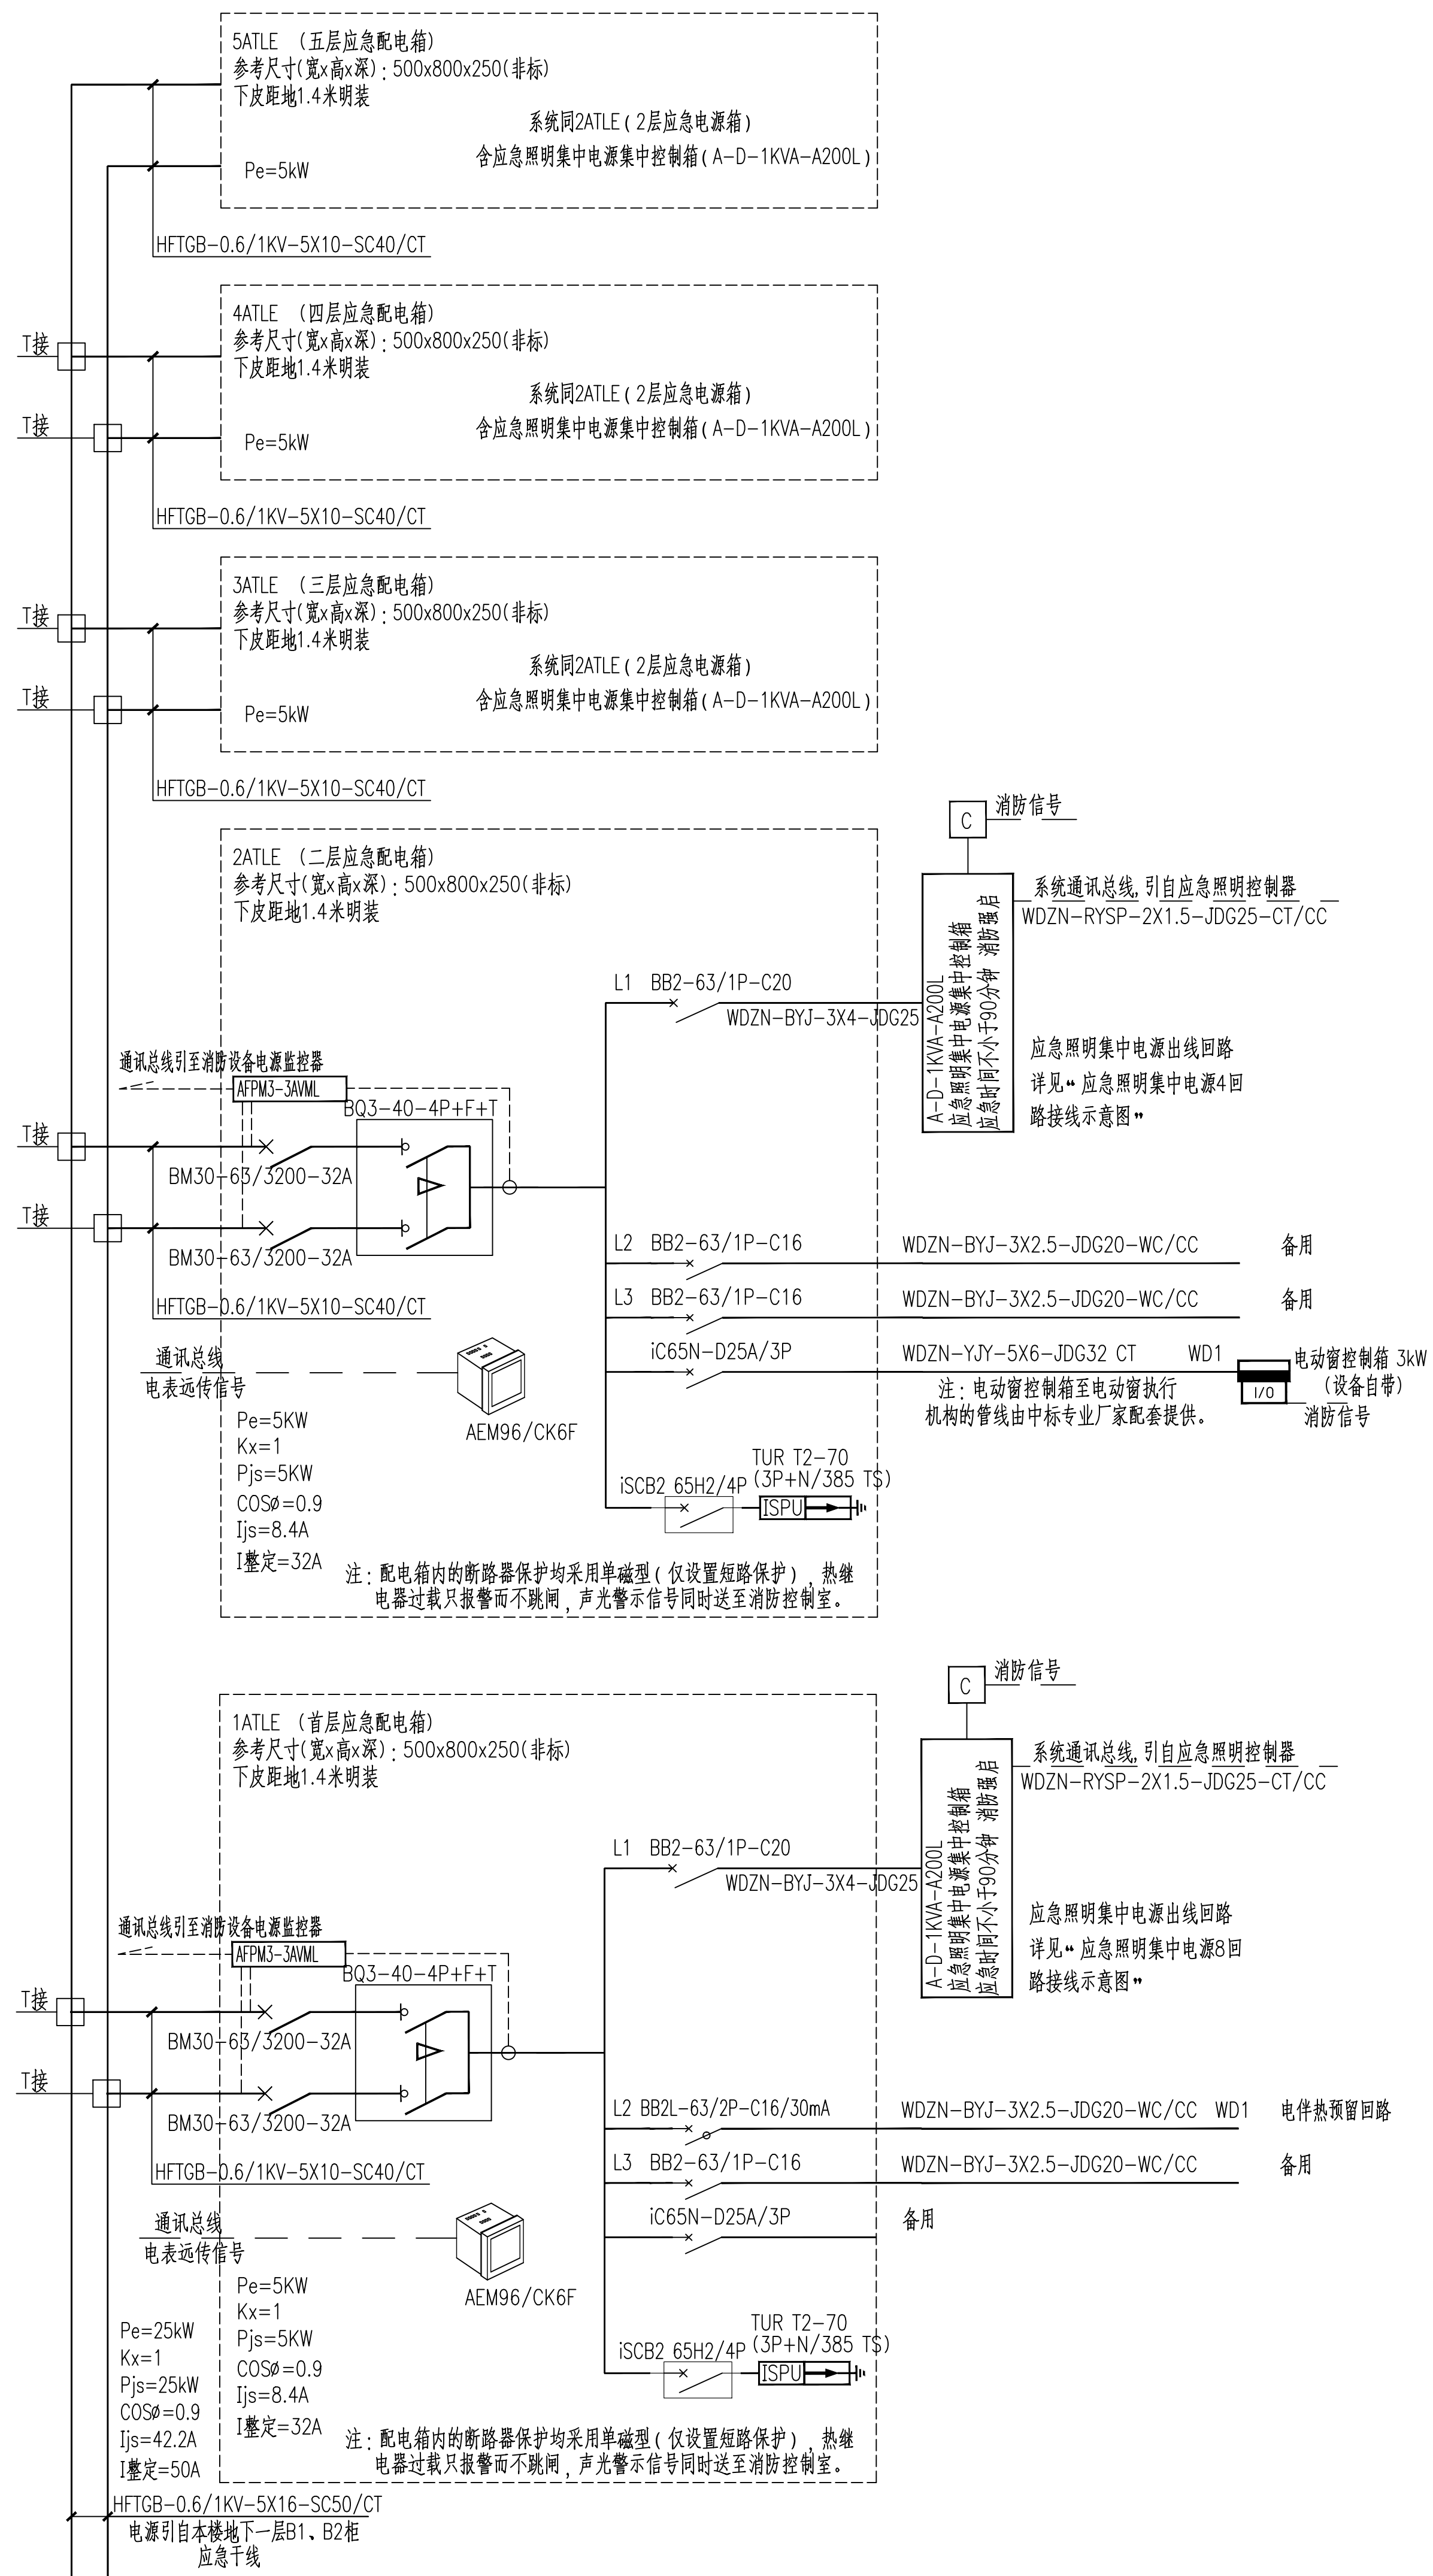 5ATLE （五层应急配电箱）
参考尺寸(宽x高x深)：500x800x250(非标)
下皮距地1.4米明装
系统同2ATLE（2层应急电源箱）
含应急照明集中电源集中控制箱（A-D-1KVA-A200L）
Pe=5kW
HFTGB-0.6/1KV-5X10-SC40/CT
4ATLE （四层应急配电箱）
参考尺寸(宽x高x深)：500x800x250(非标)
下皮距地1.4米明装
T接
系统同2ATLE（2层应急电源箱）
含应急照明集中电源集中控制箱（A-D-1KVA-A200L）
T接
Pe=5kW
HFTGB-0.6/1KV-5X10-SC40/CT
3ATLE （三层应急配电箱）
参考尺寸(宽x高x深)：500x800x250(非标)
下皮距地1.4米明装
T接
系统同2ATLE（2层应急电源箱）
含应急照明集中电源集中控制箱（A-D-1KVA-A200L）
T接
Pe=5kW
HFTGB-0.6/1KV-5X10-SC40/CT
C
消防信号
2ATLE （二层应急配电箱）
参考尺寸(宽x高x深)：500x800x250(非标)
下皮距地1.4米明装
系统通讯总线,引自应急照明控制器
WDZN-RYSP-2X1.5-JDG25-CT/CC
A-D-1KVA-A200L
应急照明集中电源集中控制箱
应急时间不小于90分钟 消防强启
L1 BB2-63/1P-C20
WDZN-BYJ-3X4-JDG25
应急照明集中电源出线回路
详见“应急照明集中电源4回
路接线示意图”
通讯总线引至消防设备电源监控器
AFPM3-3AVML
BQ3-40-4P+F+T
T接
BM30-63/3200-32A
T接
BM30-63/3200-32A
HFTGB-0.6/1KV-5X10-SC40/CT
L2 BB2-63/1P-C16 WDZN-BYJ-3X2.5-JDG20-WC/CC 备用
L3 BB2-63/1P-C16 WDZN-BYJ-3X2.5-JDG20-WC/CC 备用
iC65N-D25A/3P WDZN-YJY-5X6-JDG32 CT WD1
电动窗控制箱 3kW
（设备自带）
I/O
消防信号
注：电动窗控制箱至电动窗执行
机构的管线由中标专业厂家配套提供。
通讯总线
电表远传信号
AEM96/CK6F
Pe=5KW
Kx=1
Pjs=5KW
COSø=0.9
Ijs=8.4A
I整定=32A
TUR T2-70
(3P+N/385 TS)
iSCB2 65H2/4P
ISPU
注：配电箱内的断路器保护均采用单磁型（仅设置短路保护），热继
电器过载只报警而不跳闸，声光警示信号同时送至消防控制室。
C
消防信号
1ATLE （首层应急配电箱）
参考尺寸(宽x高x深)：500x800x250(非标)
下皮距地1.4米明装
系统通讯总线,引自应急照明控制器
WDZN-RYSP-2X1.5-JDG25-CT/CC
A-D-1KVA-A200L
应急照明集中电源集中控制箱
应急时间不小于90分钟 消防强启
L1 BB2-63/1P-C20
WDZN-BYJ-3X4-JDG25
应急照明集中电源出线回路
详见“应急照明集中电源8回
路接线示意图”
通讯总线引至消防设备电源监控器
AFPM3-3AVML
BQ3-40-4P+F+T
T接
BM30-63/3200-32A
T接
BM30-63/3200-32A
HFTGB-0.6/1KV-5X10-SC40/CT
L2 BB2L-63/2P-C16/30mA WDZN-BYJ-3X2.5-JDG20-WC/CC WD1 电伴热预留回路
L3 BB2-63/1P-C16 WDZN-BYJ-3X2.5-JDG20-WC/CC 备用
iC65N-D25A/3P 备用
通讯总线
电表远传信号
AEM96/CK6F
Pe=5KW
Kx=1
Pjs=5KW
COSø=0.9
Ijs=8.4A
I整定=32A
TUR T2-70
(3P+N/385 TS)
iSCB2 65H2/4P
ISPU
注：配电箱内的断路器保护均采用单磁型（仅设置短路保护），热继
电器过载只报警而不跳闸，声光警示信号同时送至消防控制室。
Pe=25kW
Kx=1
Pjs=25kW
COSø=0.9
Ijs=42.2A
I整定=50A
HFTGB-0.6/1KV-5X16-SC50/CT
电源引自本楼地下一层B1、B2柜
应急干线